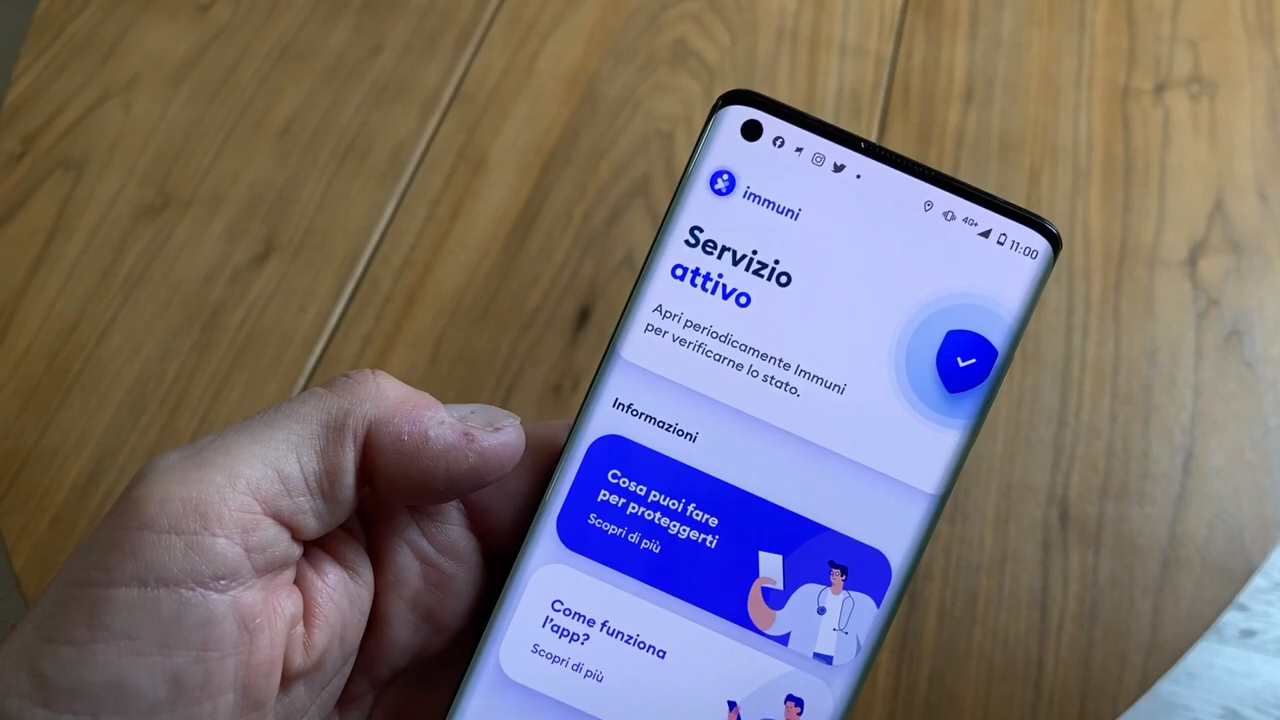 4G+ 11:00
immuni
Servizio
attivo
Apri periodicamente Immuni
per verificarne lo stato.
Informazioni
Cosa puoi fare
per proteggerti
Scopri di più
Come funziona
l'app?
Scopri di più